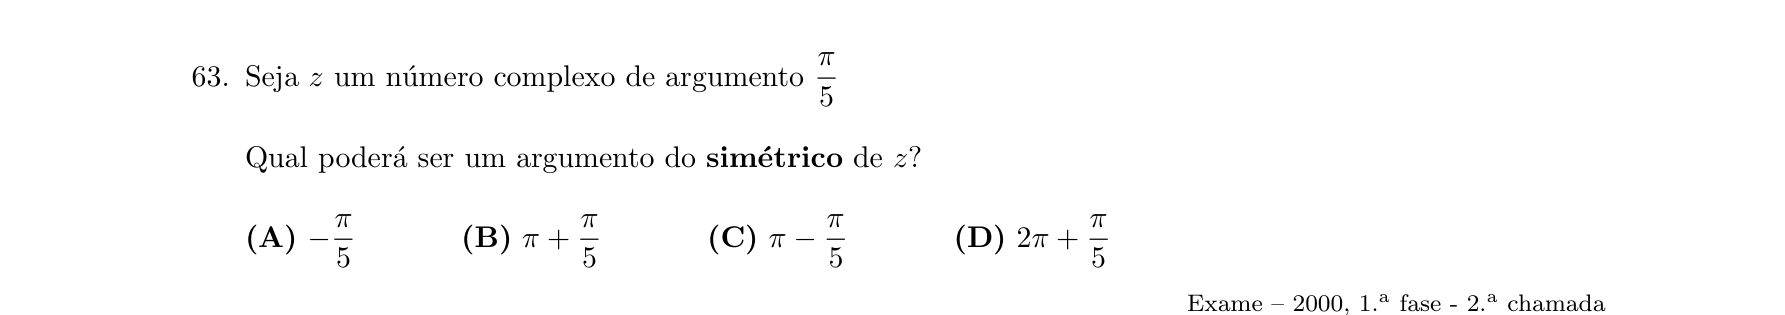 63. Seja z um número complexo de argumento π/5
Qual poderá ser um argumento do simétrico de z?
(A) −π/5 (B) π + π/5 (C) π − π/5 (D) 2π + π/5
Exame – 2000, 1.ª fase - 2.ª chamada